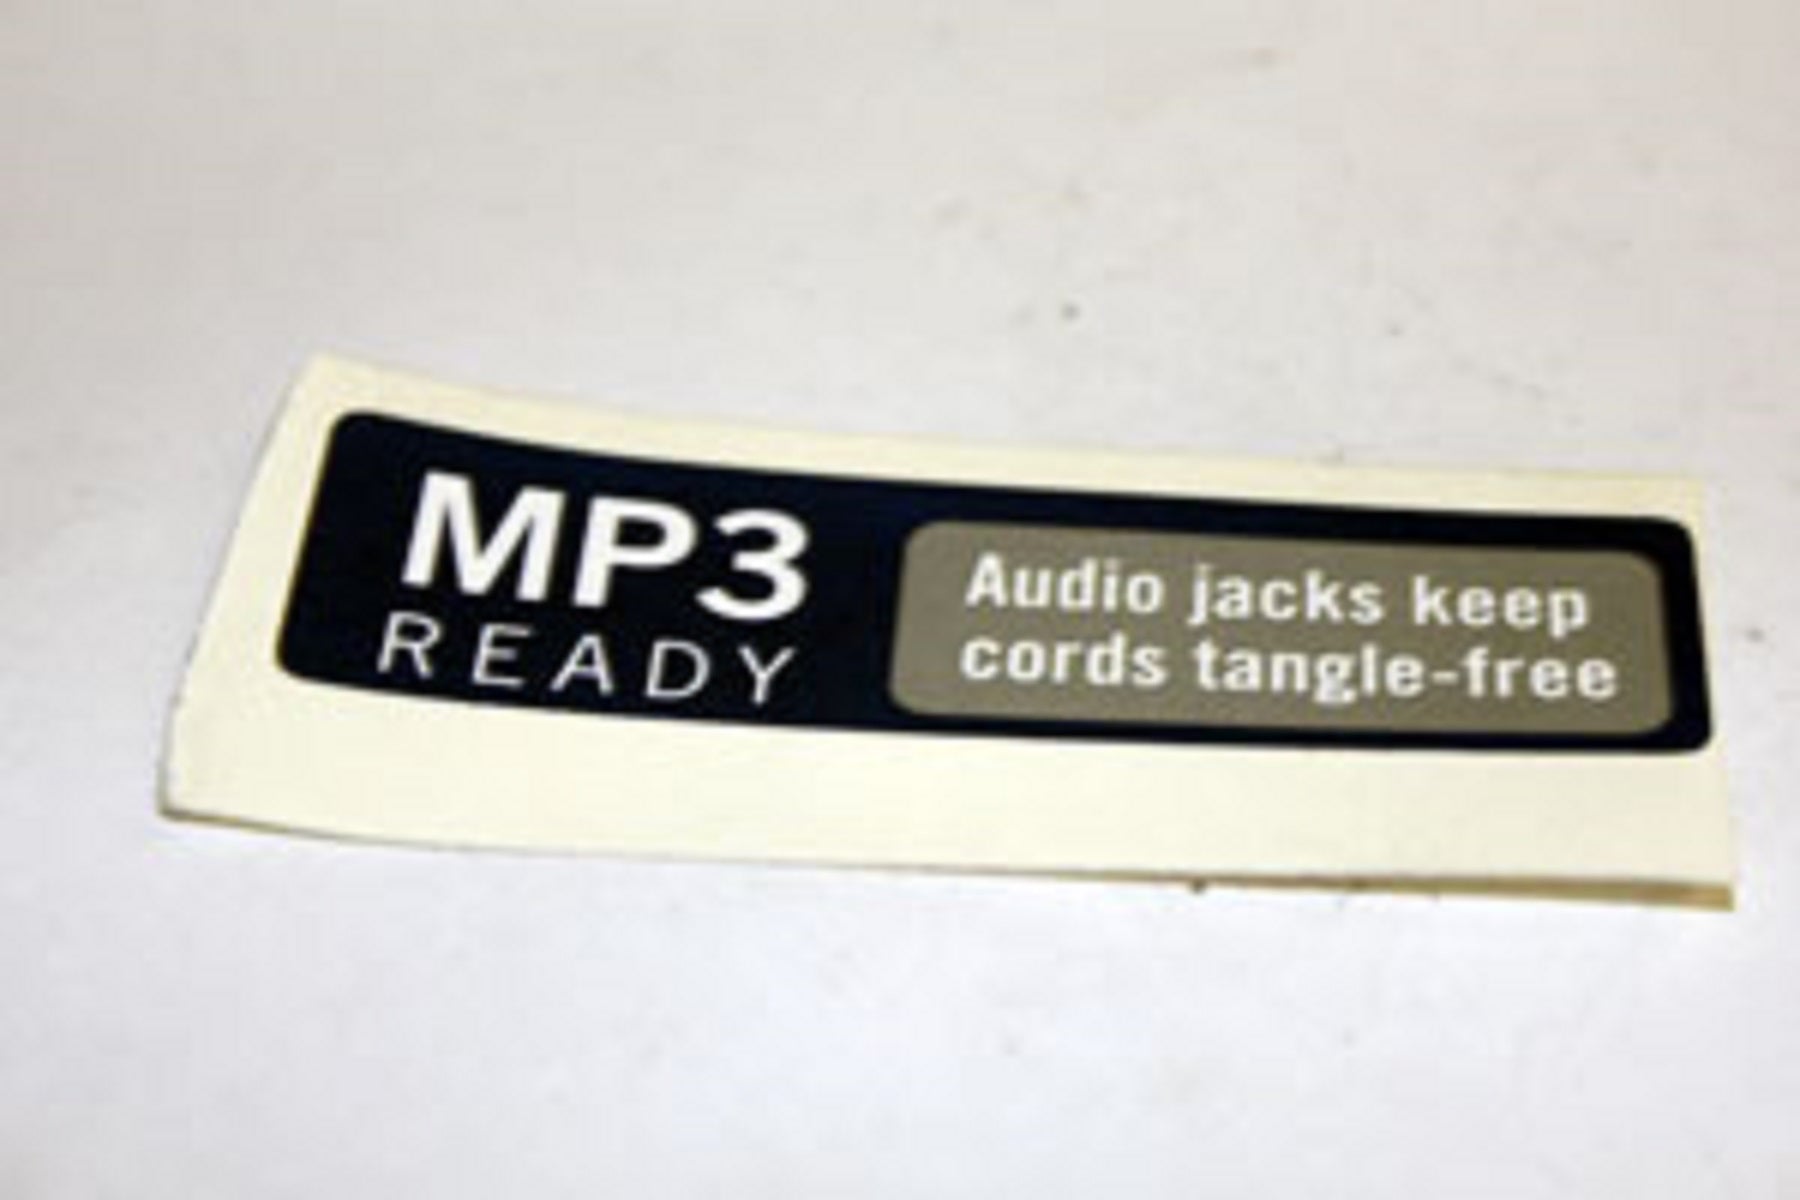 MP3
READY
Audio jacks keep
cords tangle-free